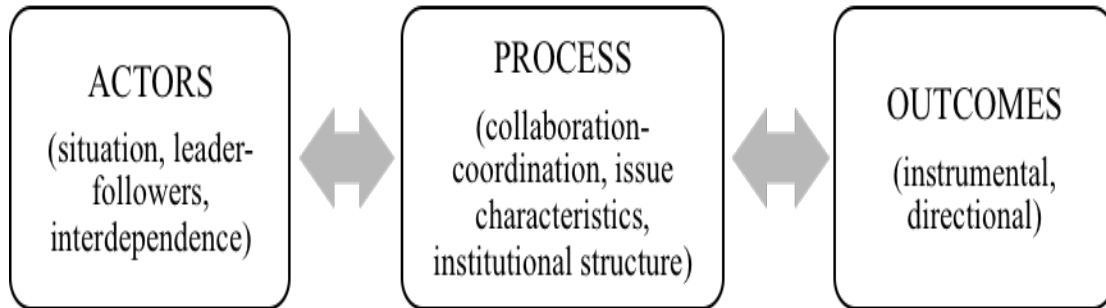 ACTORS
(situation, leader-
followers,
interdependence)
PROCESS
(collaboration-
coordination, issue
characteristics,
institutional structure)
OUTCOMES
(instrumental,
directional)